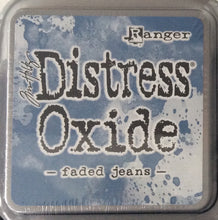 Ranger
Tim Holtz
Distress®
Oxide
– faded jeans –